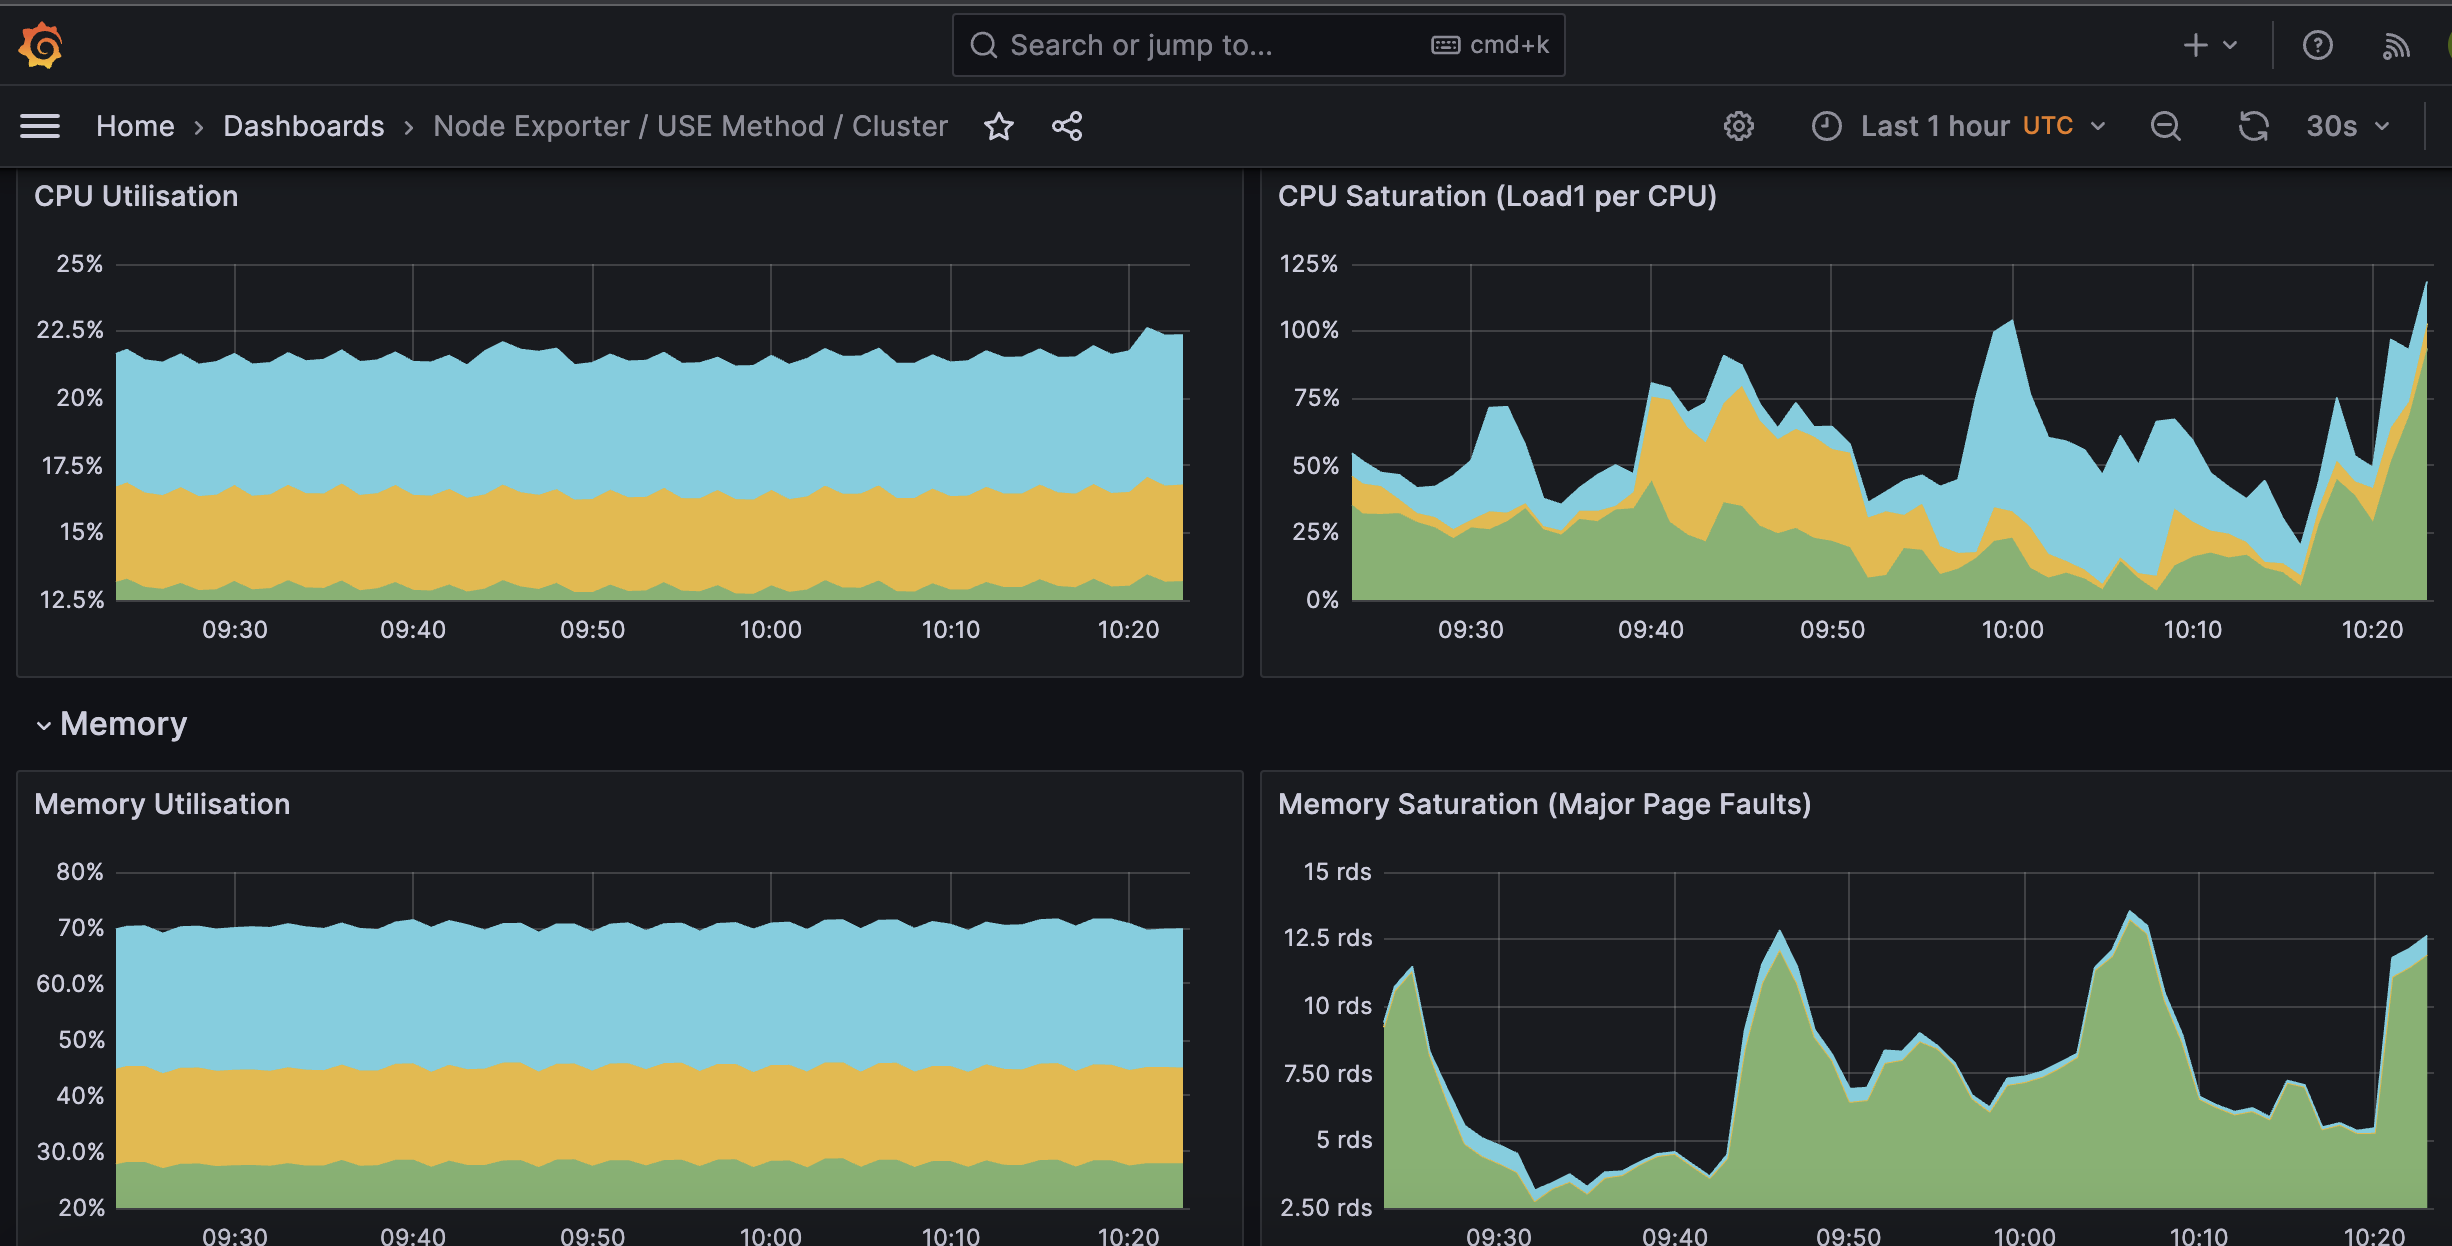 Search or jump to... cmd+k
Home › Dashboards › Node Exporter / USE Method / Cluster
Last 1 hour UTC
30s
CPU Utilisation
25%
22.5%
20%
17.5%
15%
12.5%
09:30 09:40 09:50 10:00 10:10 10:20
CPU Saturation (Load1 per CPU)
125%
100%
75%
50%
25%
0%
09:30 09:40 09:50 10:00 10:10 10:20
Memory
Memory Utilisation
80%
70%
60.0%
50%
40%
30.0%
20%
09:30 09:40 09:50 10:00 10:10 10:20
Memory Saturation (Major Page Faults)
15 rds
12.5 rds
10 rds
7.50 rds
5 rds
2.50 rds
09:30 09:40 09:50 10:00 10:10 10:20